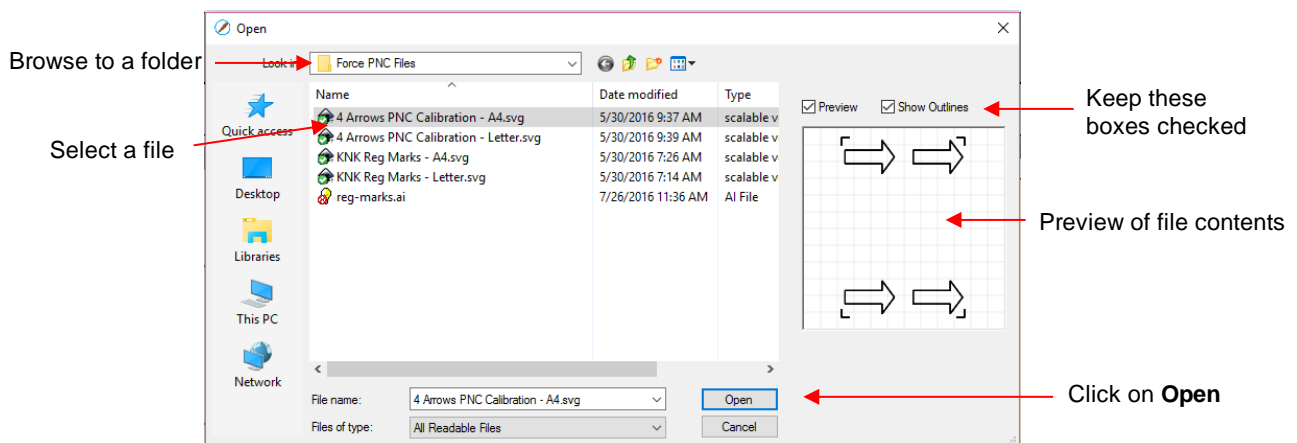 Open
Browse to a folder
Look in
Force PNC Files
Name
Date modified
Type
Preview
Show Outlines
Keep these
boxes checked
Quick access
4 Arrows PNC Calibration - A4.svg
5/30/2016 9:37 AM
scalable v
4 Arrows PNC Calibration - Letter.svg
5/30/2016 9:39 AM
scalable v
Select a file
KNK Reg Marks - A4.svg
5/30/2016 7:26 AM
scalable v
KNK Reg Marks - Letter.svg
5/30/2016 7:14 AM
scalable v
Desktop
reg-marks.ai
7/26/2016 11:36 AM
AI File
Preview of file contents
Libraries
This PC
Network
File name:
4 Arrows PNC Calibration - A4.svg
Open
Click on Open
Files of type:
All Readable Files
Cancel